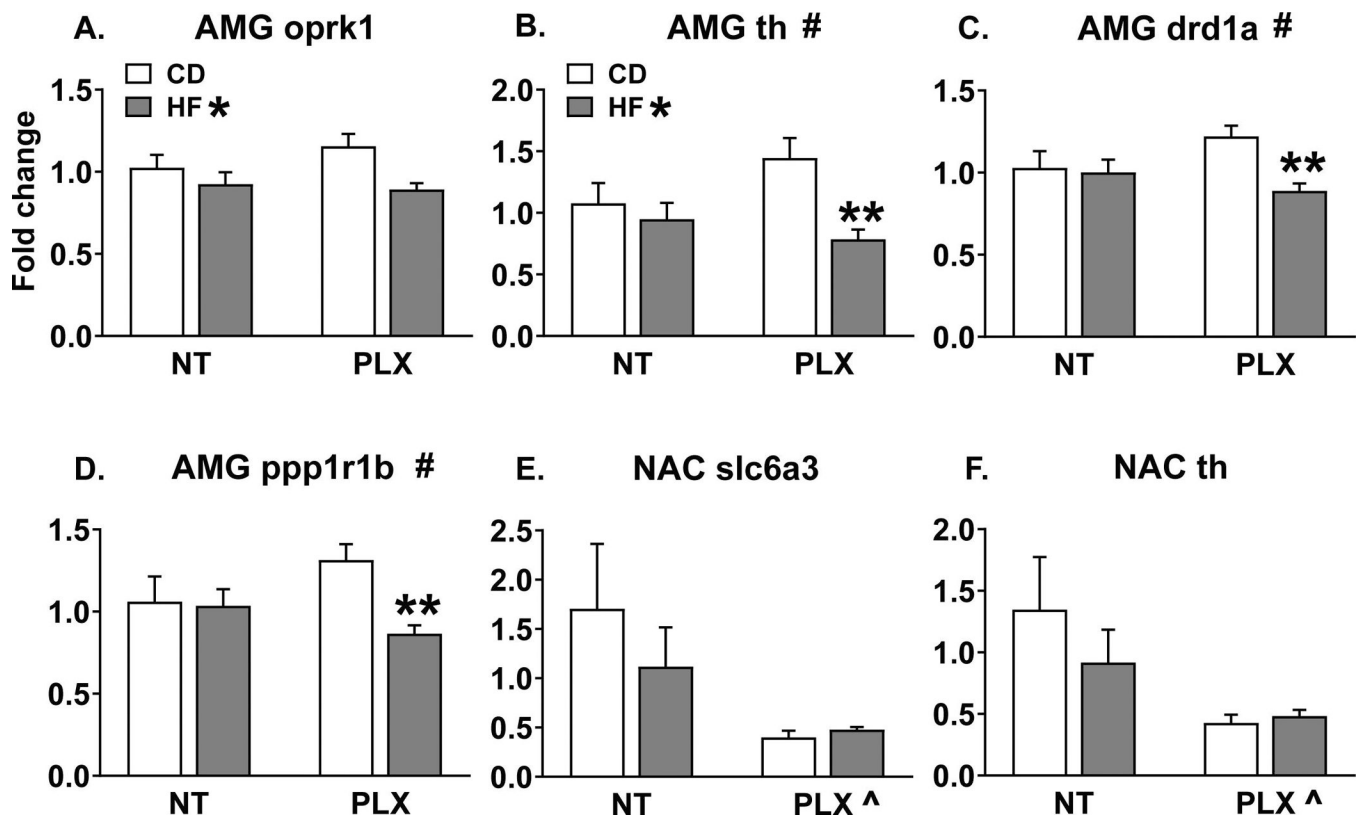 A. AMG oprk1
CD
HF *
Fold change
1.5
1.0
0.5
0.0
NT PLX
B. AMG th #
CD
HF *
2.0
1.5
1.0
0.5
0.0
**
NT PLX
C. AMG drd1a #
1.5
1.0
0.5
0.0
**
NT PLX
D. AMG ppp1r1b #
1.5
1.0
0.5
0.0
**
NT PLX
E. NAC slc6a3
2.5
2.0
1.5
1.0
0.5
0.0
NT PLX ^
F. NAC th
2.0
1.5
1.0
0.5
0.0
NT PLX ^